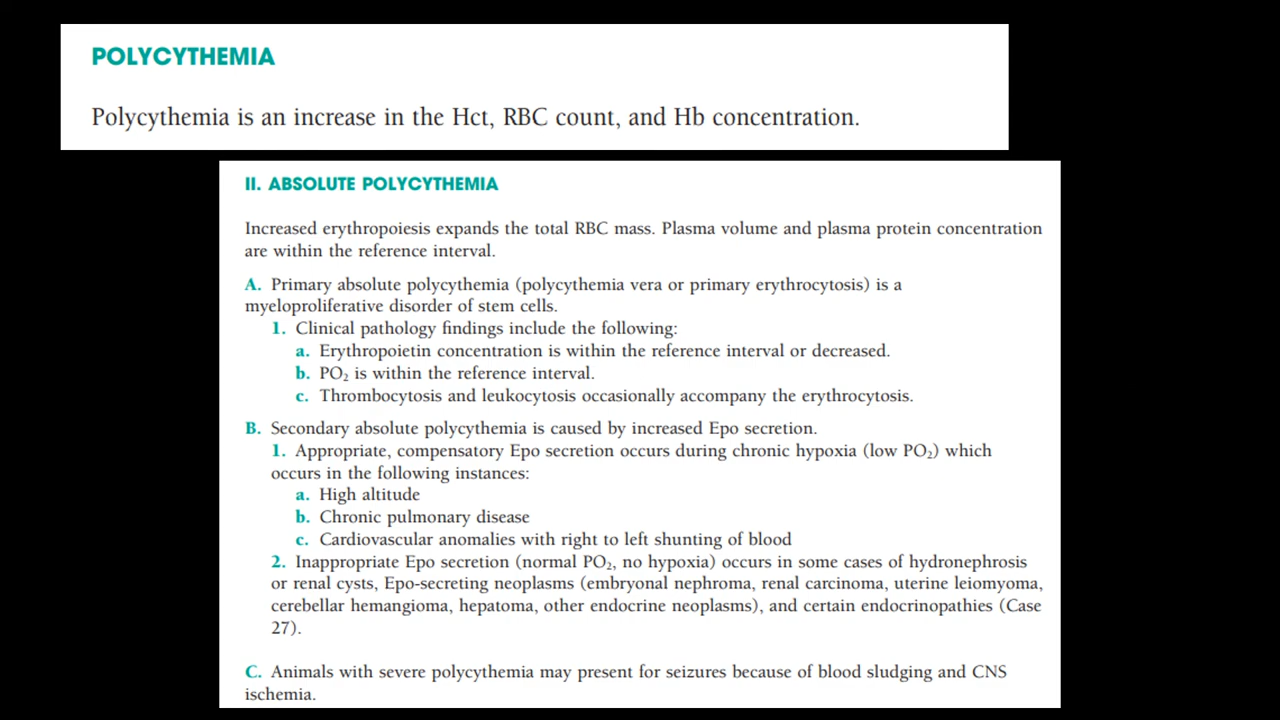 POLYCYTHEMIA
Polycythemia is an increase in the Hct, RBC count, and Hb concentration.
II. ABSOLUTE POLYCYTHEMIA
Increased erythropoiesis expands the total RBC mass. Plasma volume and plasma protein concentration
are within the reference interval.
A. Primary absolute polycythemia (polycythemia vera or primary erythrocytosis) is a
myeloproliferative disorder of stem cells.
1. Clinical pathology findings include the following:
a. Erythropoietin concentration is within the reference interval or decreased.
b. PO₂ is within the reference interval.
c. Thrombocytosis and leukocytosis occasionally accompany the erythrocytosis.
B. Secondary absolute polycythemia is caused by increased Epo secretion.
1. Appropriate, compensatory Epo secretion occurs during chronic hypoxia (low PO₂) which
occurs in the following instances:
a. High altitude
b. Chronic pulmonary disease
c. Cardiovascular anomalies with right to left shunting of blood
2. Inappropriate Epo secretion (normal PO₂, no hypoxia) occurs in some cases of hydronephrosis
or renal cysts, Epo-secreting neoplasms (embryonal nephroma, renal carcinoma, uterine leiomyoma,
cerebellar hemangioma, hepatoma, other endocrine neoplasms), and certain endocrinopathies (Case
27).
C. Animals with severe polycythemia may present for seizures because of blood sludging and CNS
ischemia.